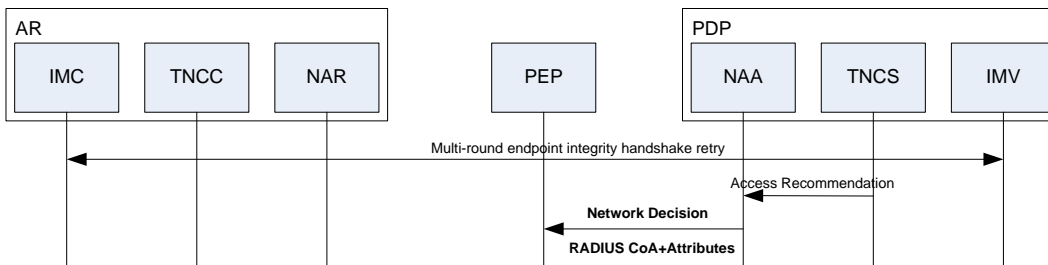 AR
PDP
IMC
TNCC
NAR
PEP
NAA
TNCS
IMV
Multi-round endpoint integrity handshake retry
Access Recommendation
Network Decision
RADIUS CoA+Attributes